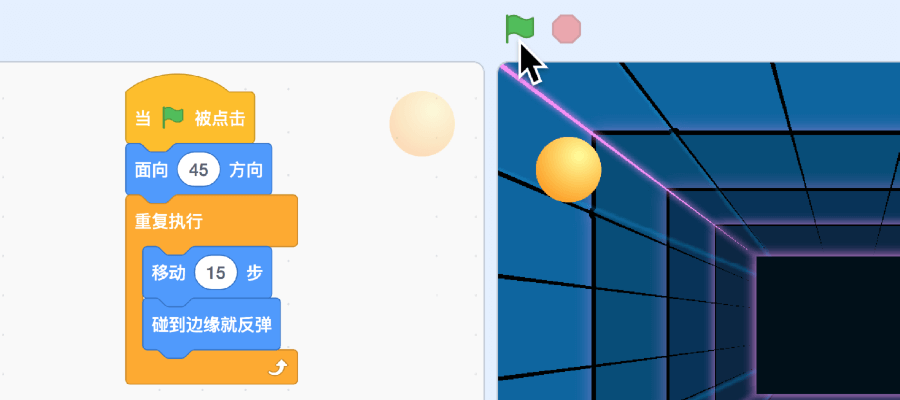 当 被点击
面向 45 方向
重复执行
移动 15 步
碰到边缘就反弹